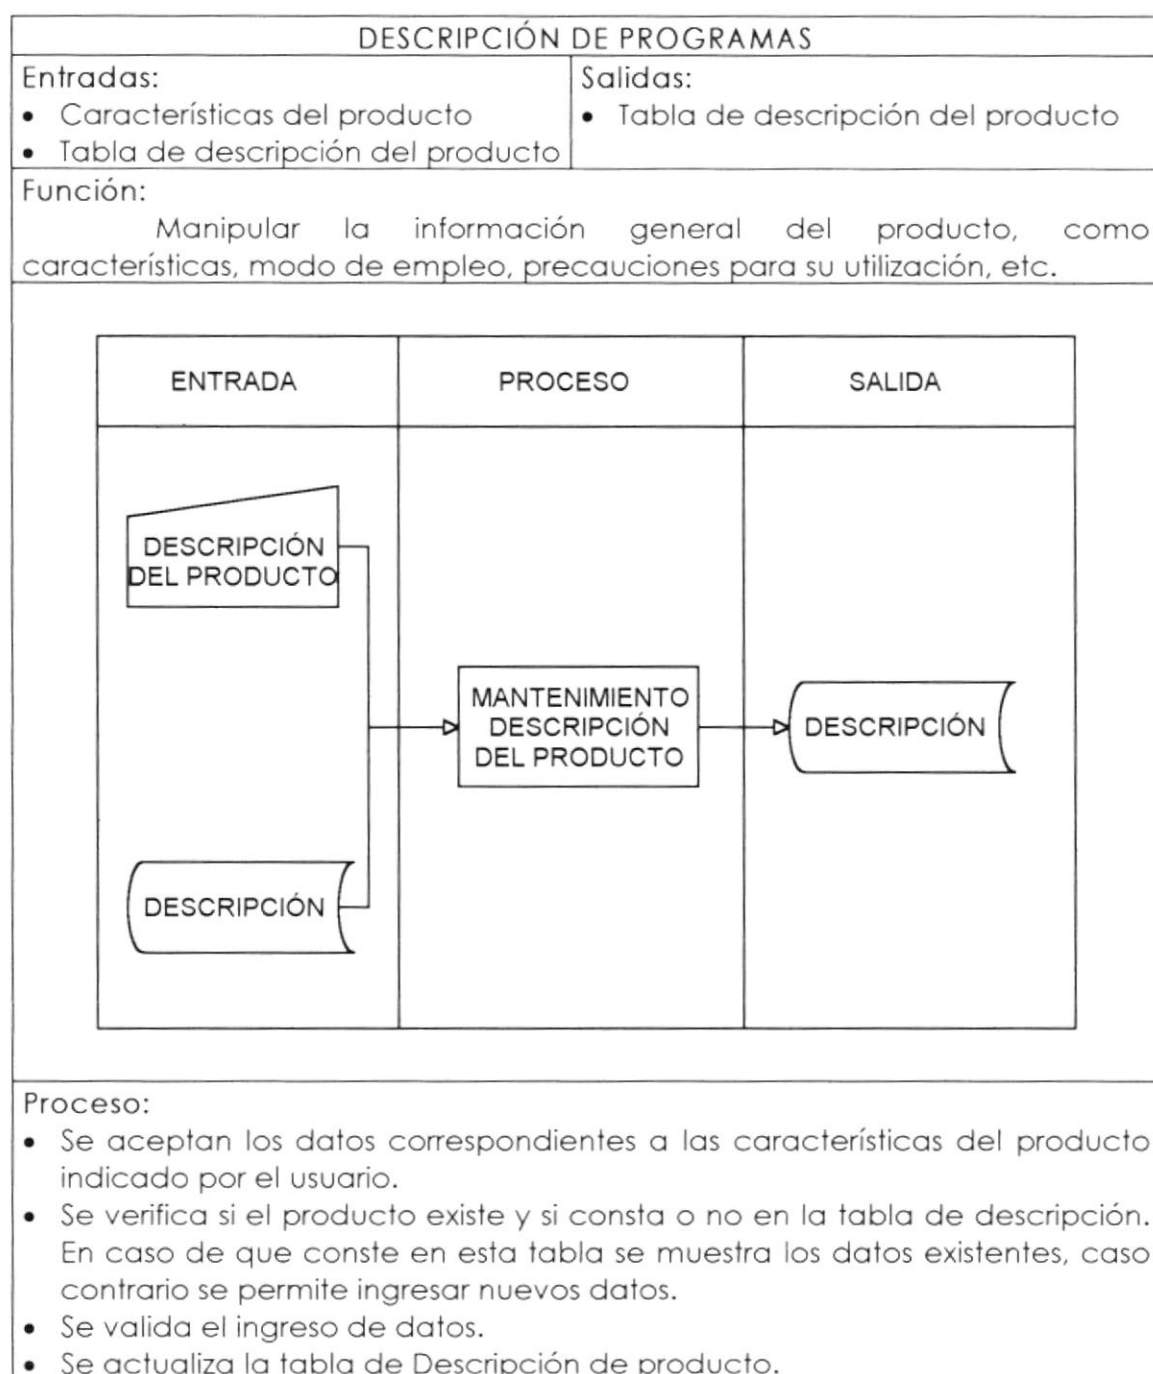 DESCRIPCIÓN DE PROGRAMAS
Entradas:
• Características del producto
• Tabla de descripción del producto
Salidas:
• Tabla de descripción del producto
Función:
Manipular la información general del producto, como
características, modo de empleo, precauciones para su utilización, etc.
ENTRADA
PROCESO
SALIDA
DESCRIPCIÓN
DEL PRODUCTO
MANTENIMIENTO
DESCRIPCIÓN
DEL PRODUCTO
DESCRIPCIÓN
DESCRIPCIÓN
Proceso:
• Se aceptan los datos correspondientes a las características del producto
indicado por el usuario.
• Se verifica si el producto existe y si consta o no en la tabla de descripción.
En caso de que conste en esta tabla se muestra los datos existentes, caso
contrario se permite ingresar nuevos datos.
• Se valida el ingreso de datos.
• Se actualiza la tabla de Descripción de producto.